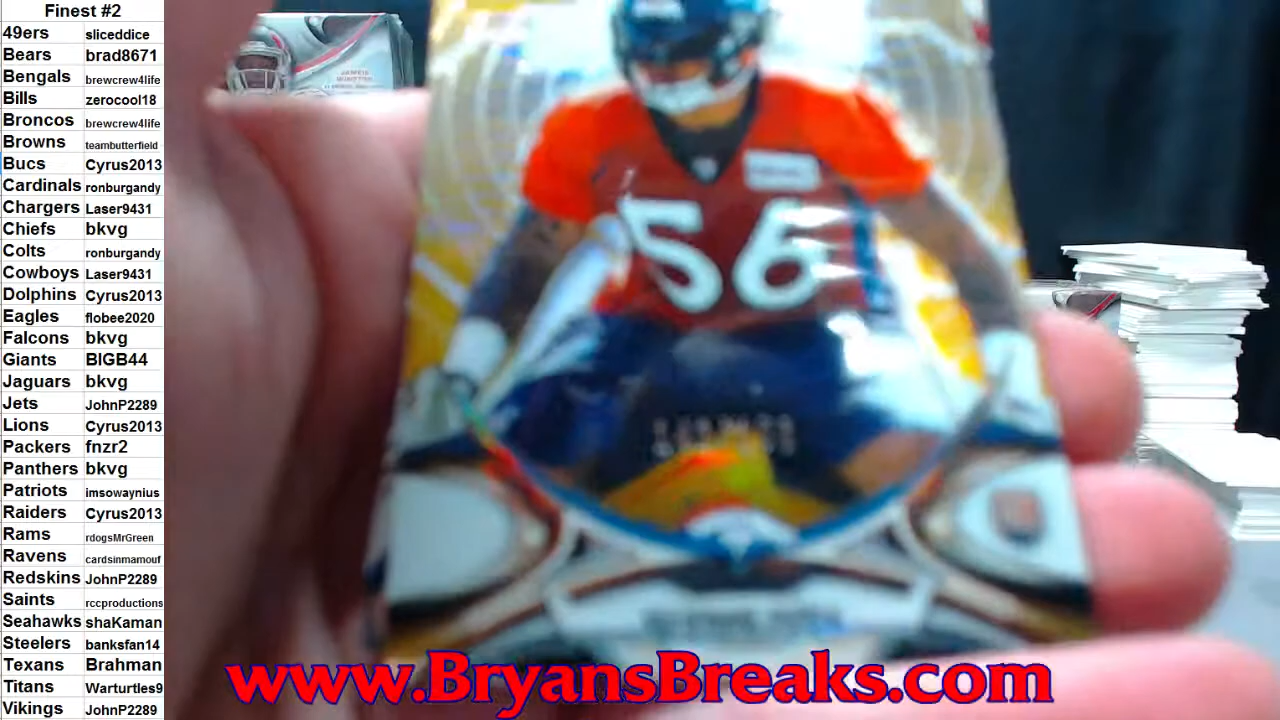 Finest #2
49ers sliceddice
Bears brad8671
Bengals brewcrew4life
Bills zerocool18
Broncos brewcrew4life
Browns teambutterfield
Bucs Cyrus2013
Cardinals ronburgandy
Chargers Laser9431
Chiefs bkvg
Colts ronburgandy
Cowboys Laser9431
Dolphins Cyrus2013
Eagles flobee2020
Falcons bkvg
Giants BIGB44
Jaguars bkvg
Jets JohnP2289
Lions Cyrus2013
Packers fnzr2
Panthers bkvg
Patriots imsowaynius
Raiders Cyrus2013
Rams rdogsMrGreen
Ravens cardsinmamouf
Redskins JohnP2289
Saints rccproductions
Seahawks shaKaman
Steelers banksfan14
Texans Brahman
Titans Warturtles9
Vikings JohnP2289
JAMEIS
WINSTON
56
www.BryansBreaks.com